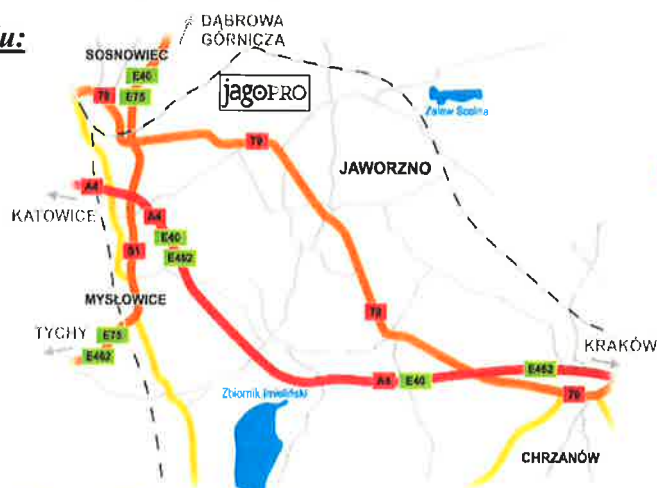 u:
DĄBROWA
GÓRNICZA
SOSNOWIEC
E40
79
E75
jagoPRO
79
Zalew Sosina
JAWORZNO
A4
KATOWICE
A4
E40
E462
S1
MYSŁOWICE
TYCHY
E75
E462
79
KRAKÓW
E462
A4
E40
79
Zbiornik Imieliński
CHRZANÓW